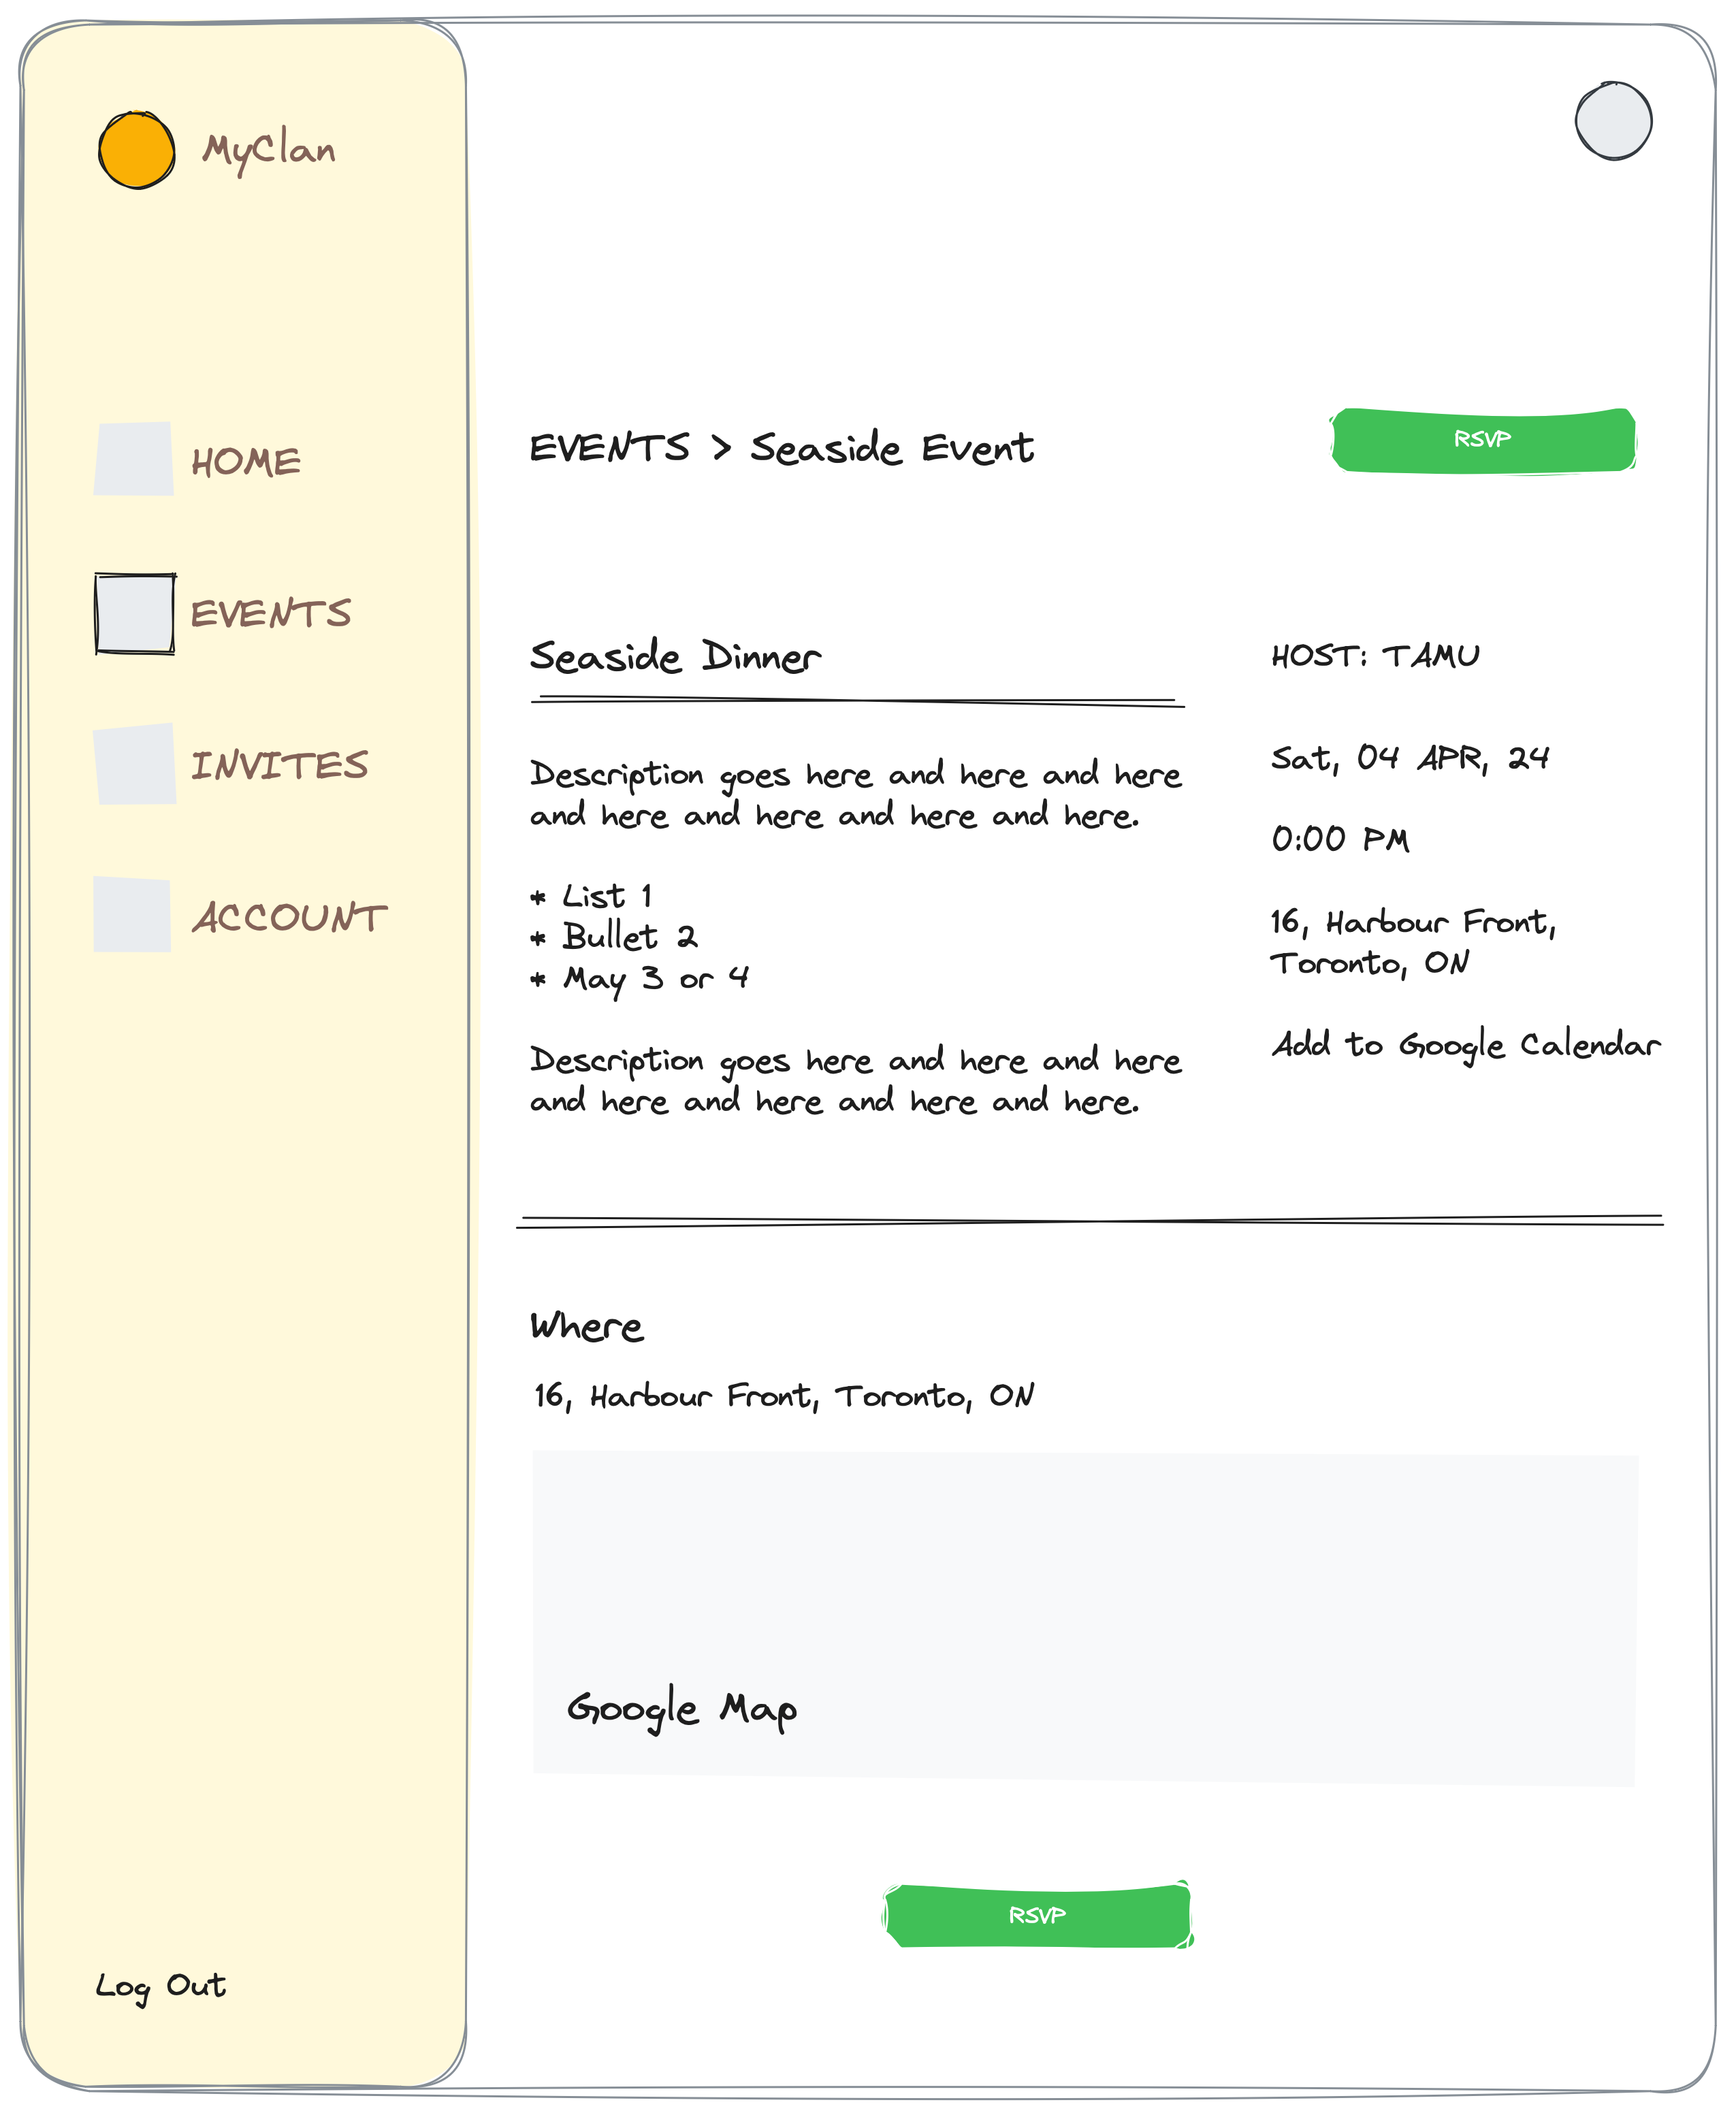 MyClan
HOME
EVENTS
INVITES
ACCOUNT
Log Out
EVENTS > Seaside Event
RSVP
Seaside Dinner
Description goes here and here and here
and here and here and here and here.
* List 1
* Bullet 2
* May 3 or 4
Description goes here and here and here
and here and here and here and here.
HOST: TAMU
Sat, 04 APR, 24
0:00 PM
16, Harbour Front,
Toronto, ON
Add to Google Calendar
Where
16, Harbour Front, Toronto, ON
Google Map
RSVP